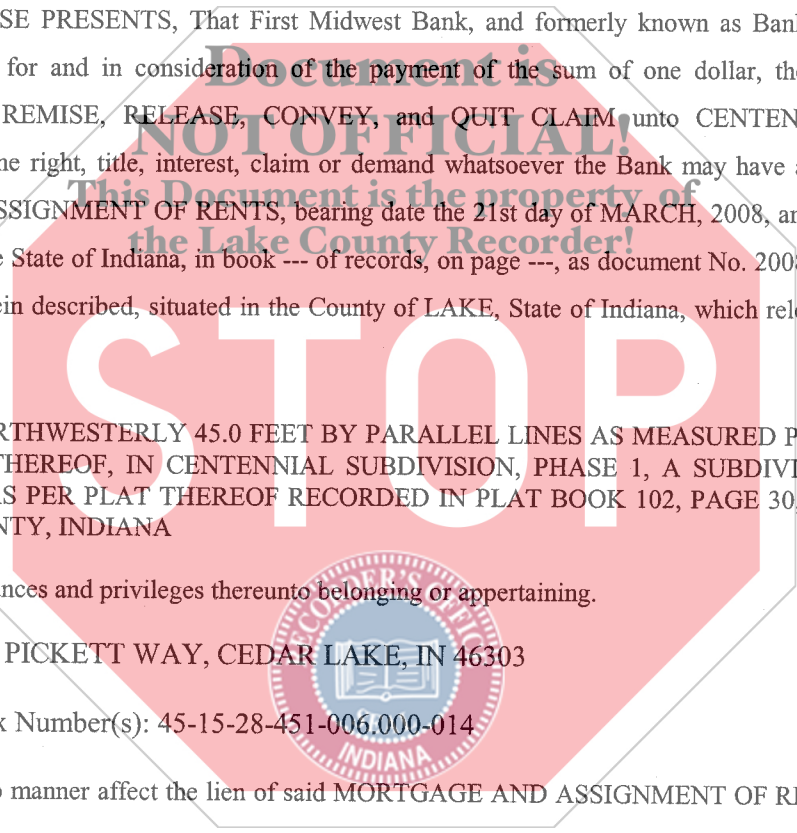 SE PRESENTS, That First Midwest Bank, and formerly known as Bank
for and in consideration of the payment of the sum of one dollar, the
Document is
REMISE, RELEASE, CONVEY, and QUIT CLAIM unto CENTEN
NOT OFFICIAL!
ne right, title, interest, claim or demand whatsoever the Bank may have a
This Document is the property of
SSIGNMENT OF RENTS, bearing date the 21st day of MARCH, 2008, an
the Lake County Recorder!
e State of Indiana, in book --- of records, on page ---, as document No. 2008
ein described, situated in the County of LAKE, State of Indiana, which rele
STOP
RTHWESTERLY 45.0 FEET BY PARALLEL LINES AS MEASURED P
THEREOF, IN CENTENNIAL SUBDIVISION, PHASE 1, A SUBDIVI
AS PER PLAT THEREOF RECORDED IN PLAT BOOK 102, PAGE 30,
NTY, INDIANA
nces and privileges thereunto belonging or appertaining.
RECORDER'S OFFICE
PICKETT WAY, CEDAR LAKE, IN 46303
x Number(s): 45-15-28-451-006.000-014
INDIANA
o manner affect the lien of said MORTGAGE AND ASSIGNMENT OF RE